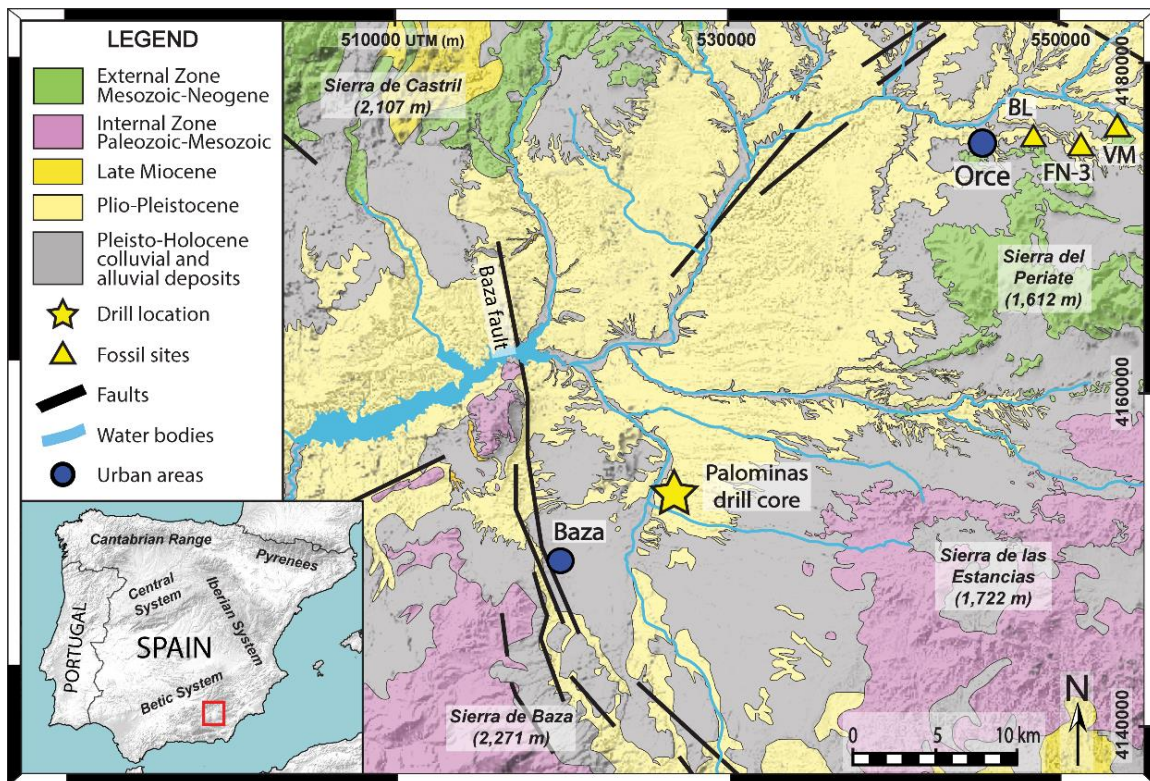 LEGEND
External Zone
Mesozoic-Neogene
Internal Zone
Paleozoic-Mesozoic
Late Miocene
Plio-Pleistocene
Pleisto-Holocene
colluvial and
alluvial deposits
Drill location
Fossil sites
Faults
Water bodies
Urban areas
510000 UTM (m)
530000
550000
4180000
4160000
4140000
Sierra de Castril
(2,107 m)
BL
Orce
FN-3
VM
Sierra del
Periate
(1,612 m)
Baza fault
Palominas
drill core
Baza
Sierra de las
Estancias
(1,722 m)
Sierra de Baza
(2,271 m)
N
0 5 10 km
Cantabrian Range
Pyrenees
Central
System
Iberian System
PORTUGAL
SPAIN
Betic System